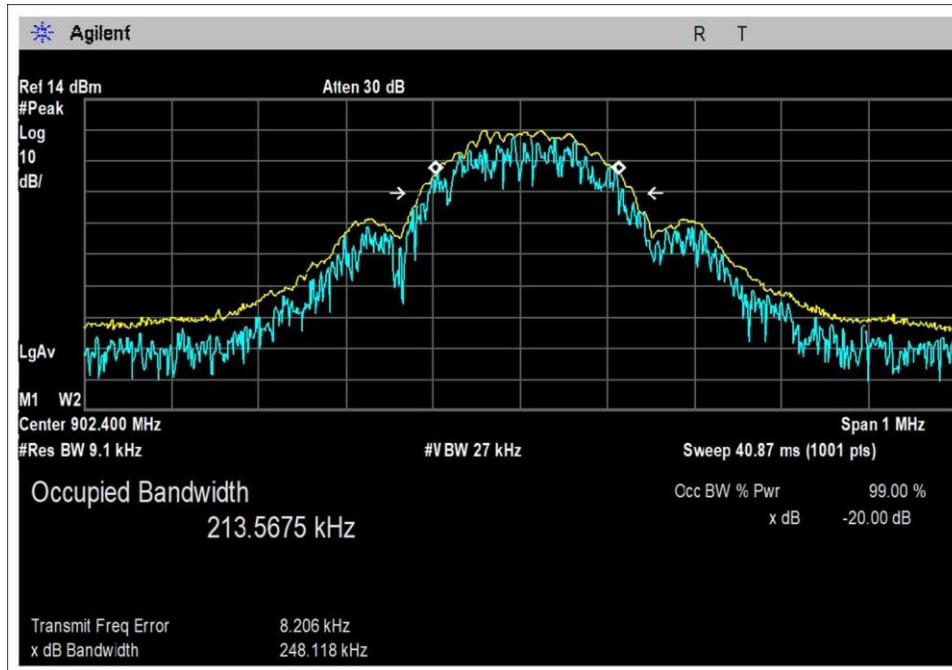 Agilent R T
Ref 14 dBm Atten 30 dB
#Peak
Log
10
dB/
LgAv
M1 W2
Center 902.400 MHz Span 1 MHz
#Res BW 9.1 kHz #VBW 27 kHz Sweep 40.87 ms (1001 pts)
Occupied Bandwidth Occ BW % Pwr 99.00 %
213.5675 kHz x dB -20.00 dB
Transmit Freq Error 8.206 kHz
x dB Bandwidth 248.118 kHz